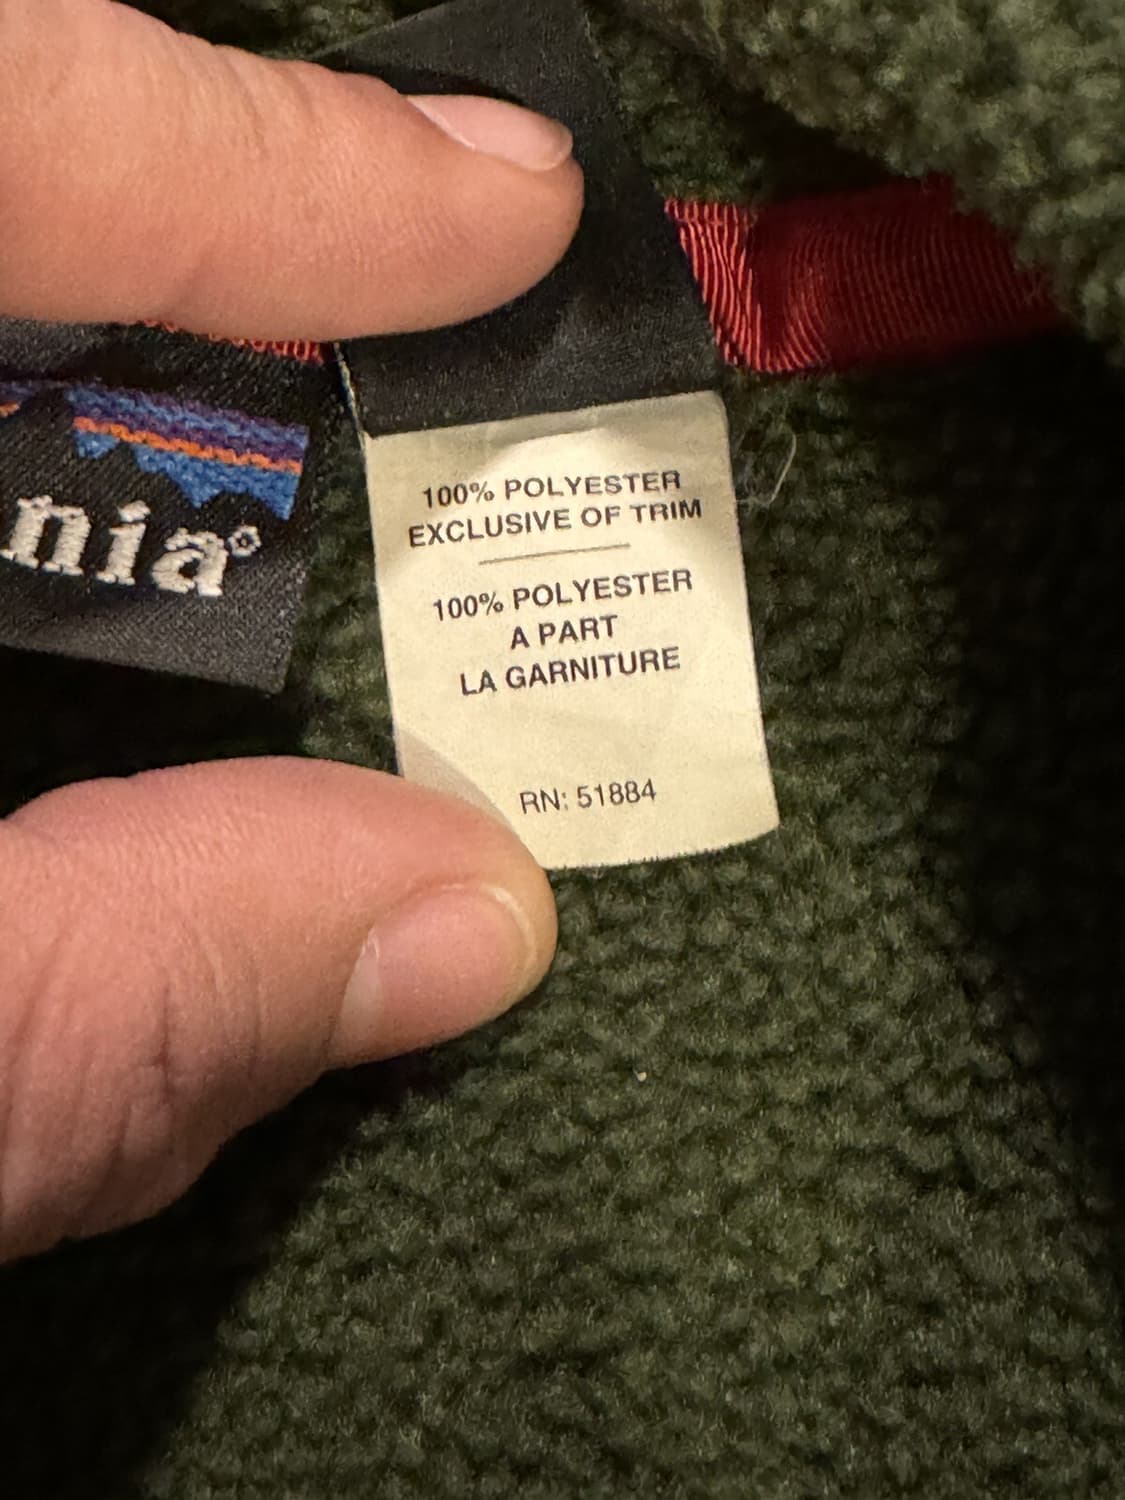 nia®
100% POLYESTER
EXCLUSIVE OF TRIM
100% POLYESTER
A PART
LA GARNITURE
RN: 51884